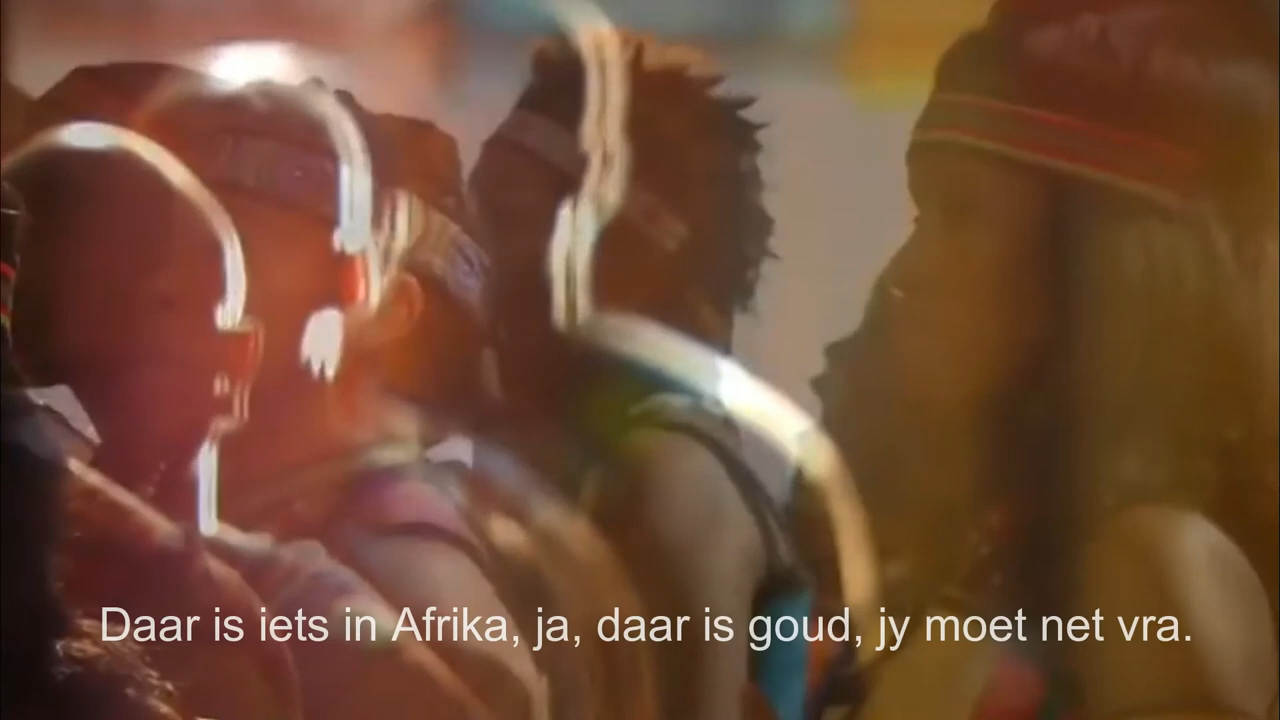 Daar is iets in Afrika, ja, daar is goud, jy moet net vra.